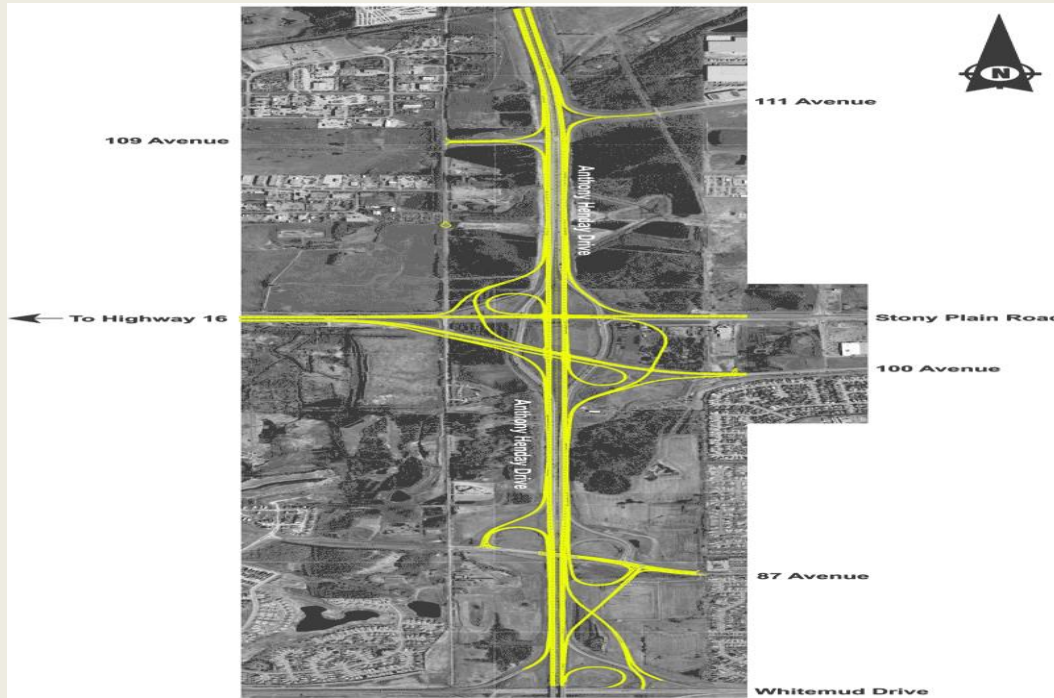 N
111 Avenue
109 Avenue
Anthony Henday Drive
To Highway 16
Stony Plain Road
100 Avenue
Anthony Henday Drive
87 Avenue
Whitemud Drive